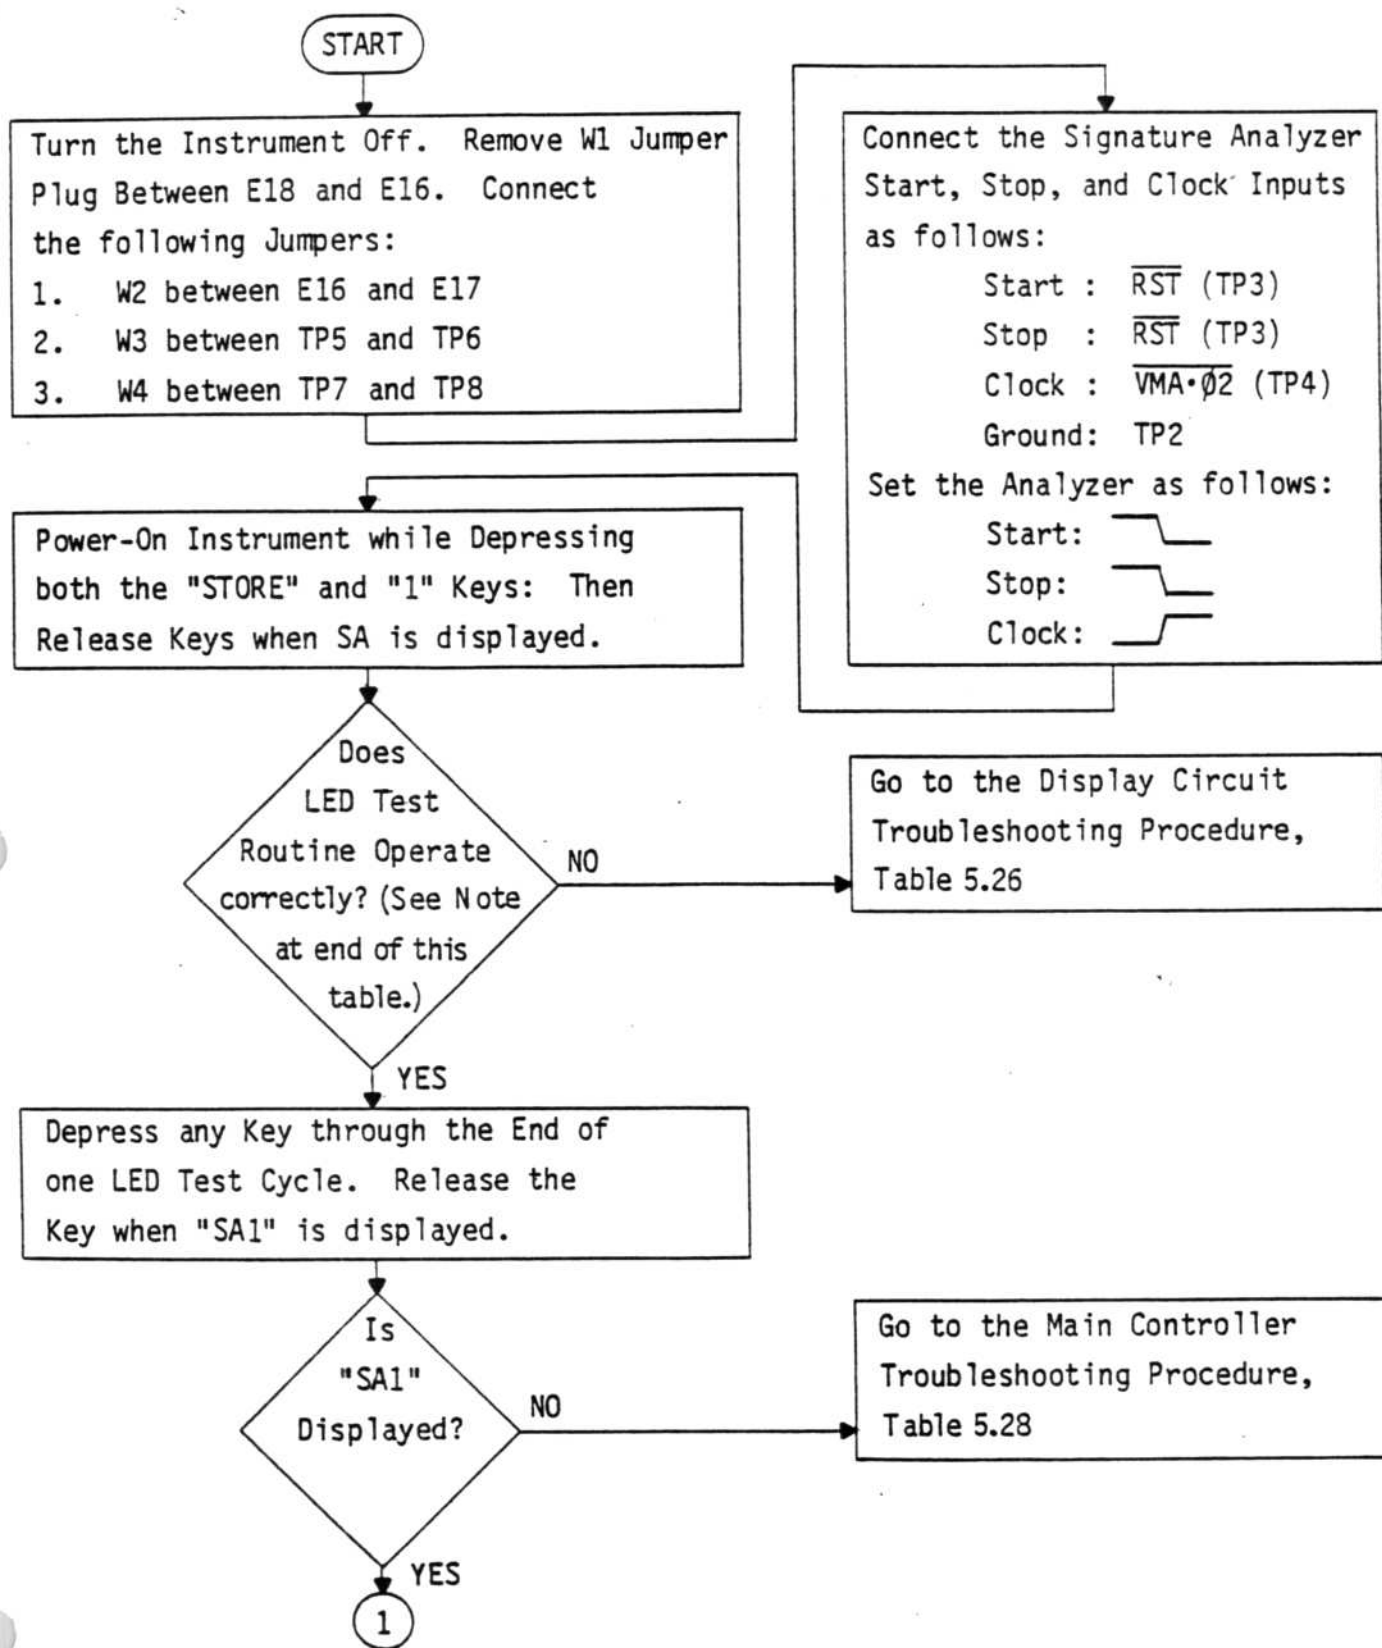 START
Turn the Instrument Off. Remove W1 Jumper
Plug Between E18 and E16. Connect
the following Jumpers:
1. W2 between E16 and E17
2. W3 between TP5 and TP6
3. W4 between TP7 and TP8
Connect the Signature Analyzer
Start, Stop, and Clock Inputs
as follows:
Start : R̅S̅T̅ (TP3)
Stop : R̅S̅T̅ (TP3)
Clock : V̅M̅A̅·̅Ø̅2̅ (TP4)
Ground: TP2
Set the Analyzer as follows:
Start:
Stop:
Clock:
Power-On Instrument while Depressing
both the "STORE" and "1" Keys: Then
Release Keys when SA is displayed.
Does
LED Test
Routine Operate
correctly? (See Note
at end of this
table.)
NO
Go to the Display Circuit
Troubleshooting Procedure,
Table 5.26
YES
Depress any Key through the End of
one LED Test Cycle. Release the
Key when "SA1" is displayed.
Is
"SA1"
Displayed?
NO
Go to the Main Controller
Troubleshooting Procedure,
Table 5.28
YES
1